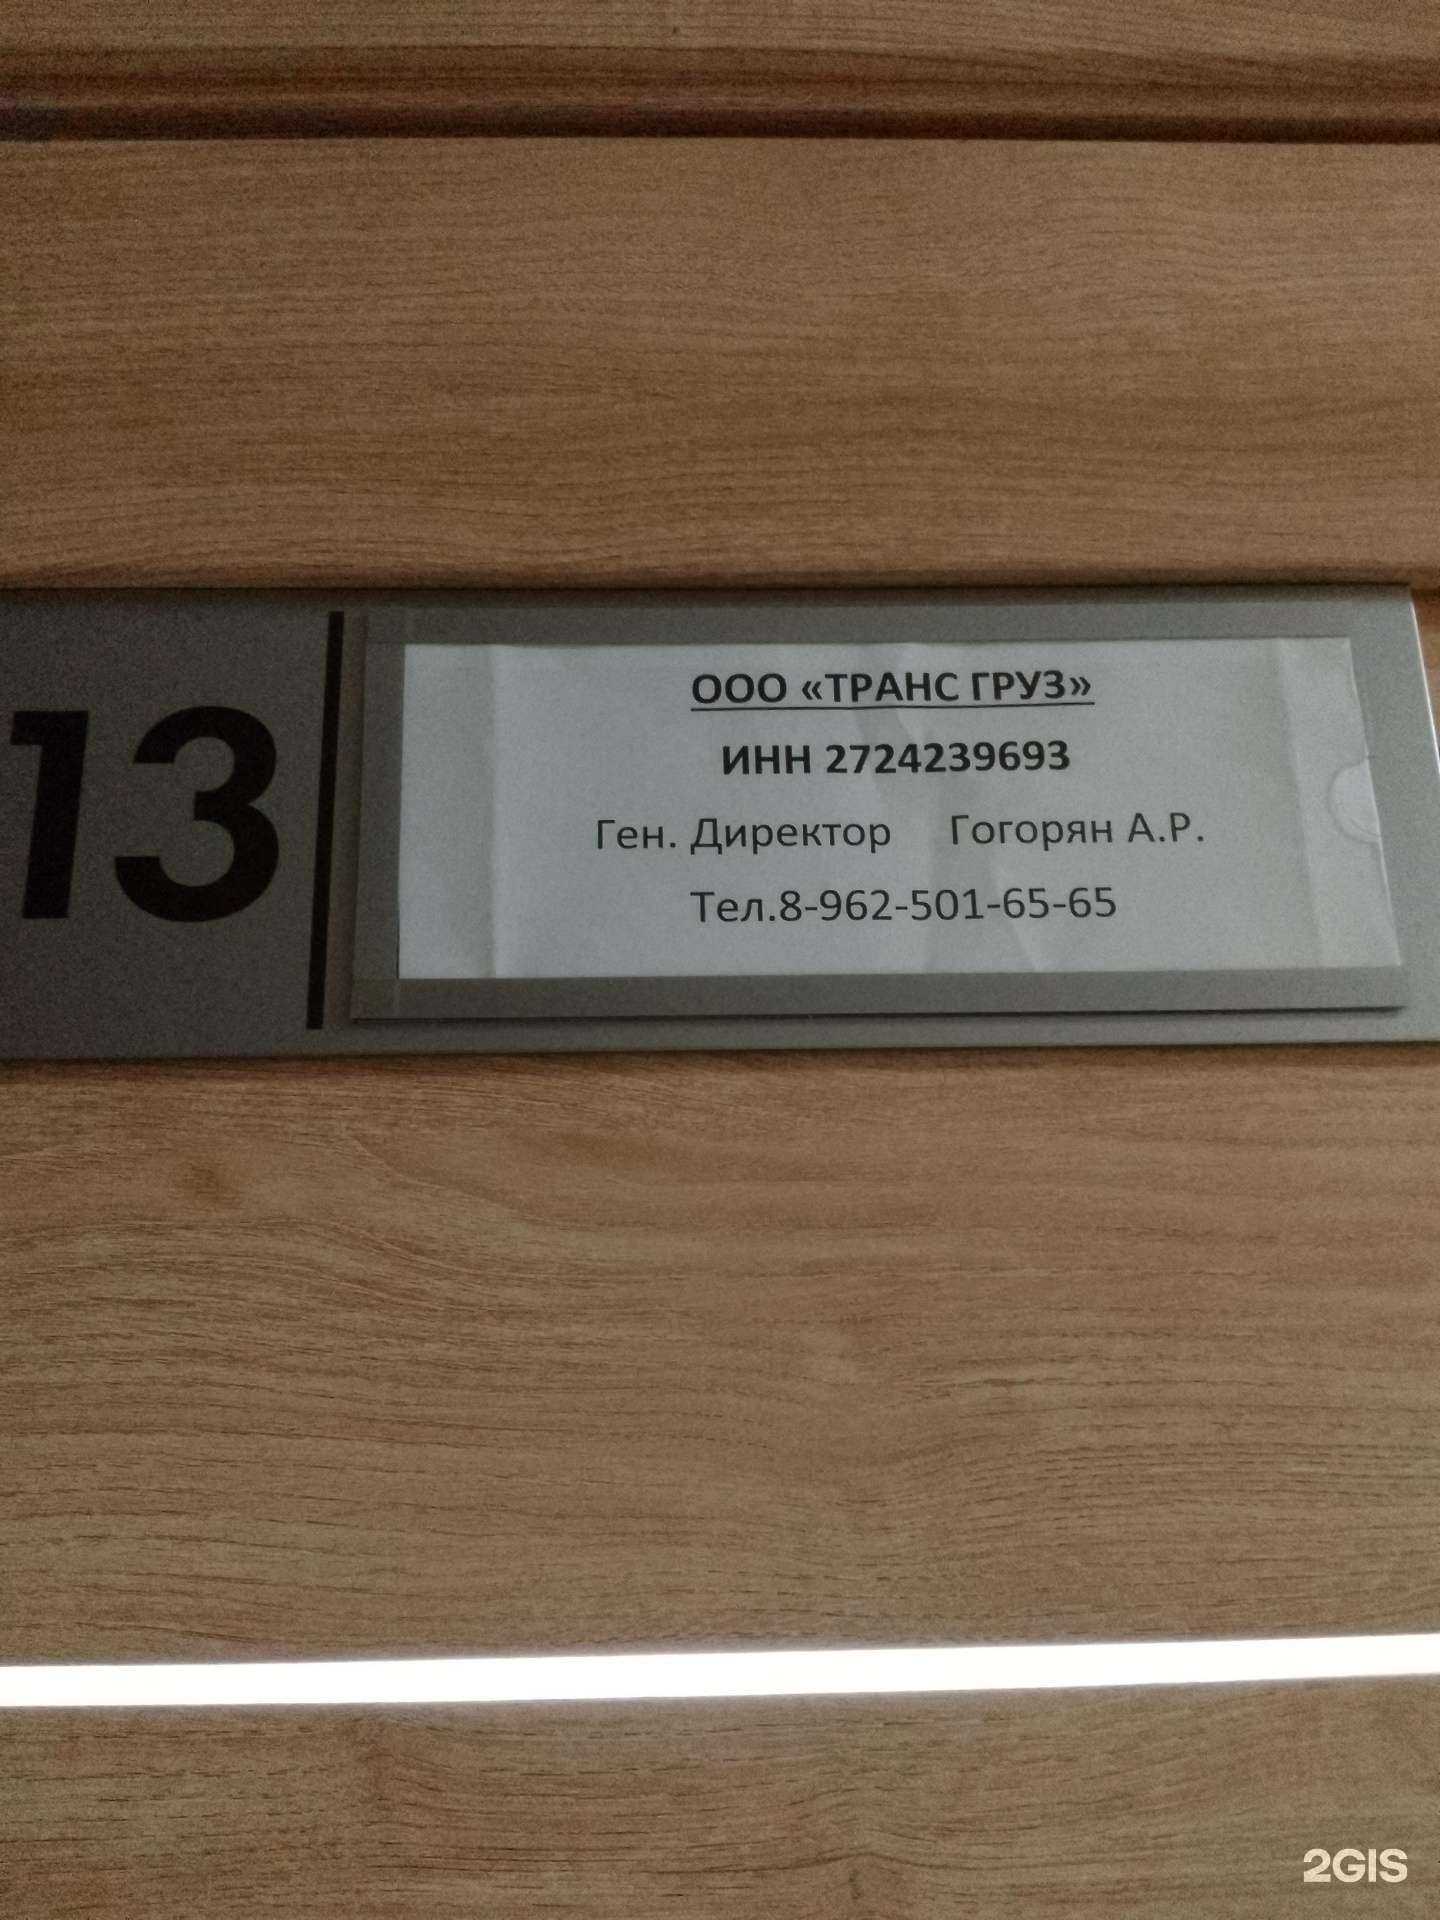 13
ООО «ТРАНС ГРУЗ»
ИНН 2724239693
Ген. Директор Гогорян А.Р.
Тел.8-962-501-65-65
2GIS